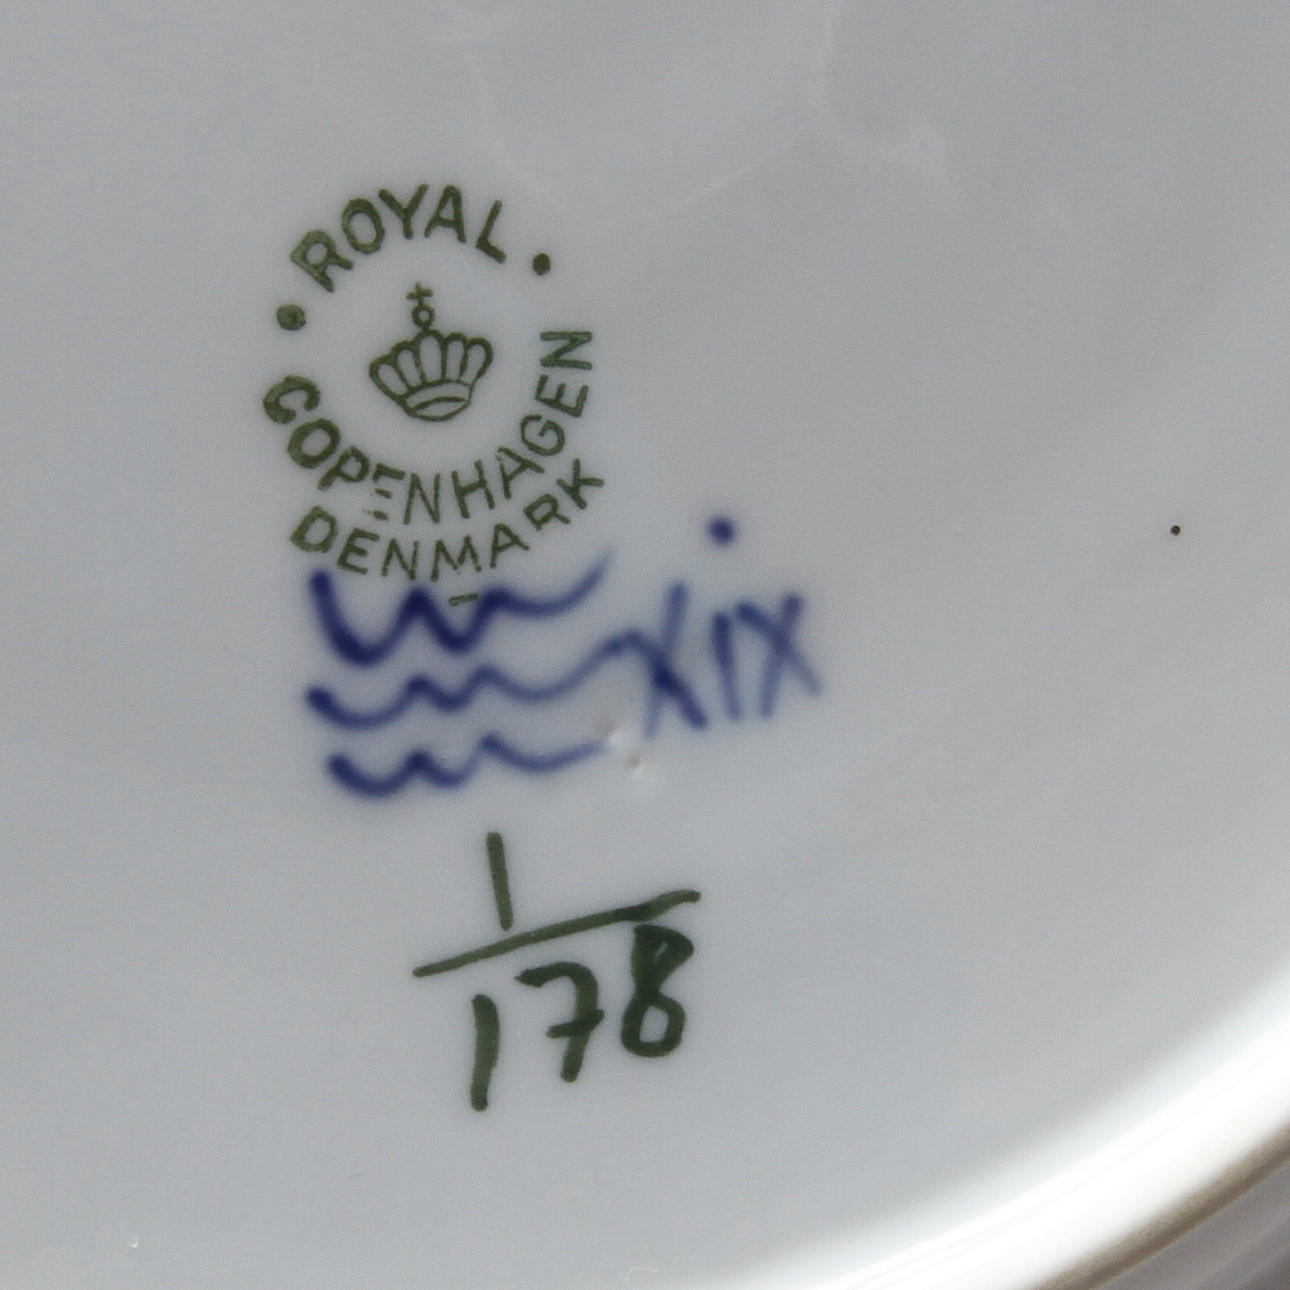 • ROYAL •
COPENHAGEN
DENMARK
XIX
1
178